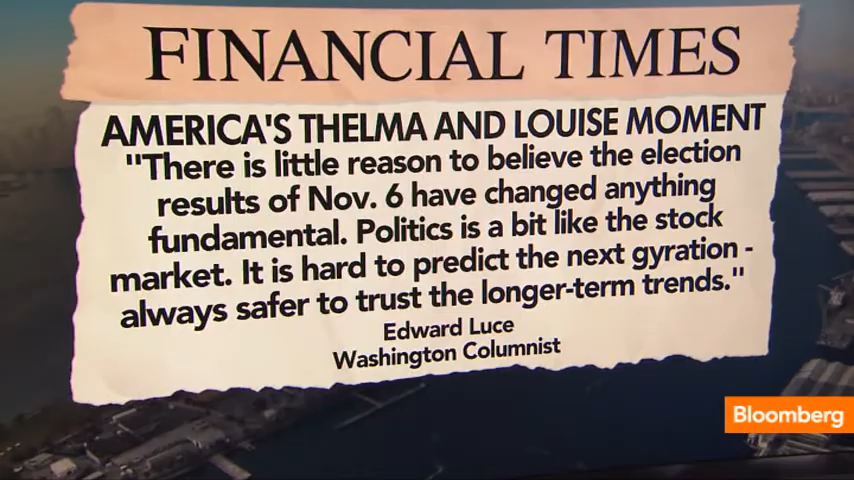 FINANCIAL TIMES
AMERICA'S THELMA AND LOUISE MOMENT
"There is little reason to believe the election
results of Nov. 6 have changed anything
fundamental. Politics is a bit like the stock
market. It is hard to predict the next gyration -
always safer to trust the longer-term trends."
Edward Luce
Washington Columnist
Bloomberg